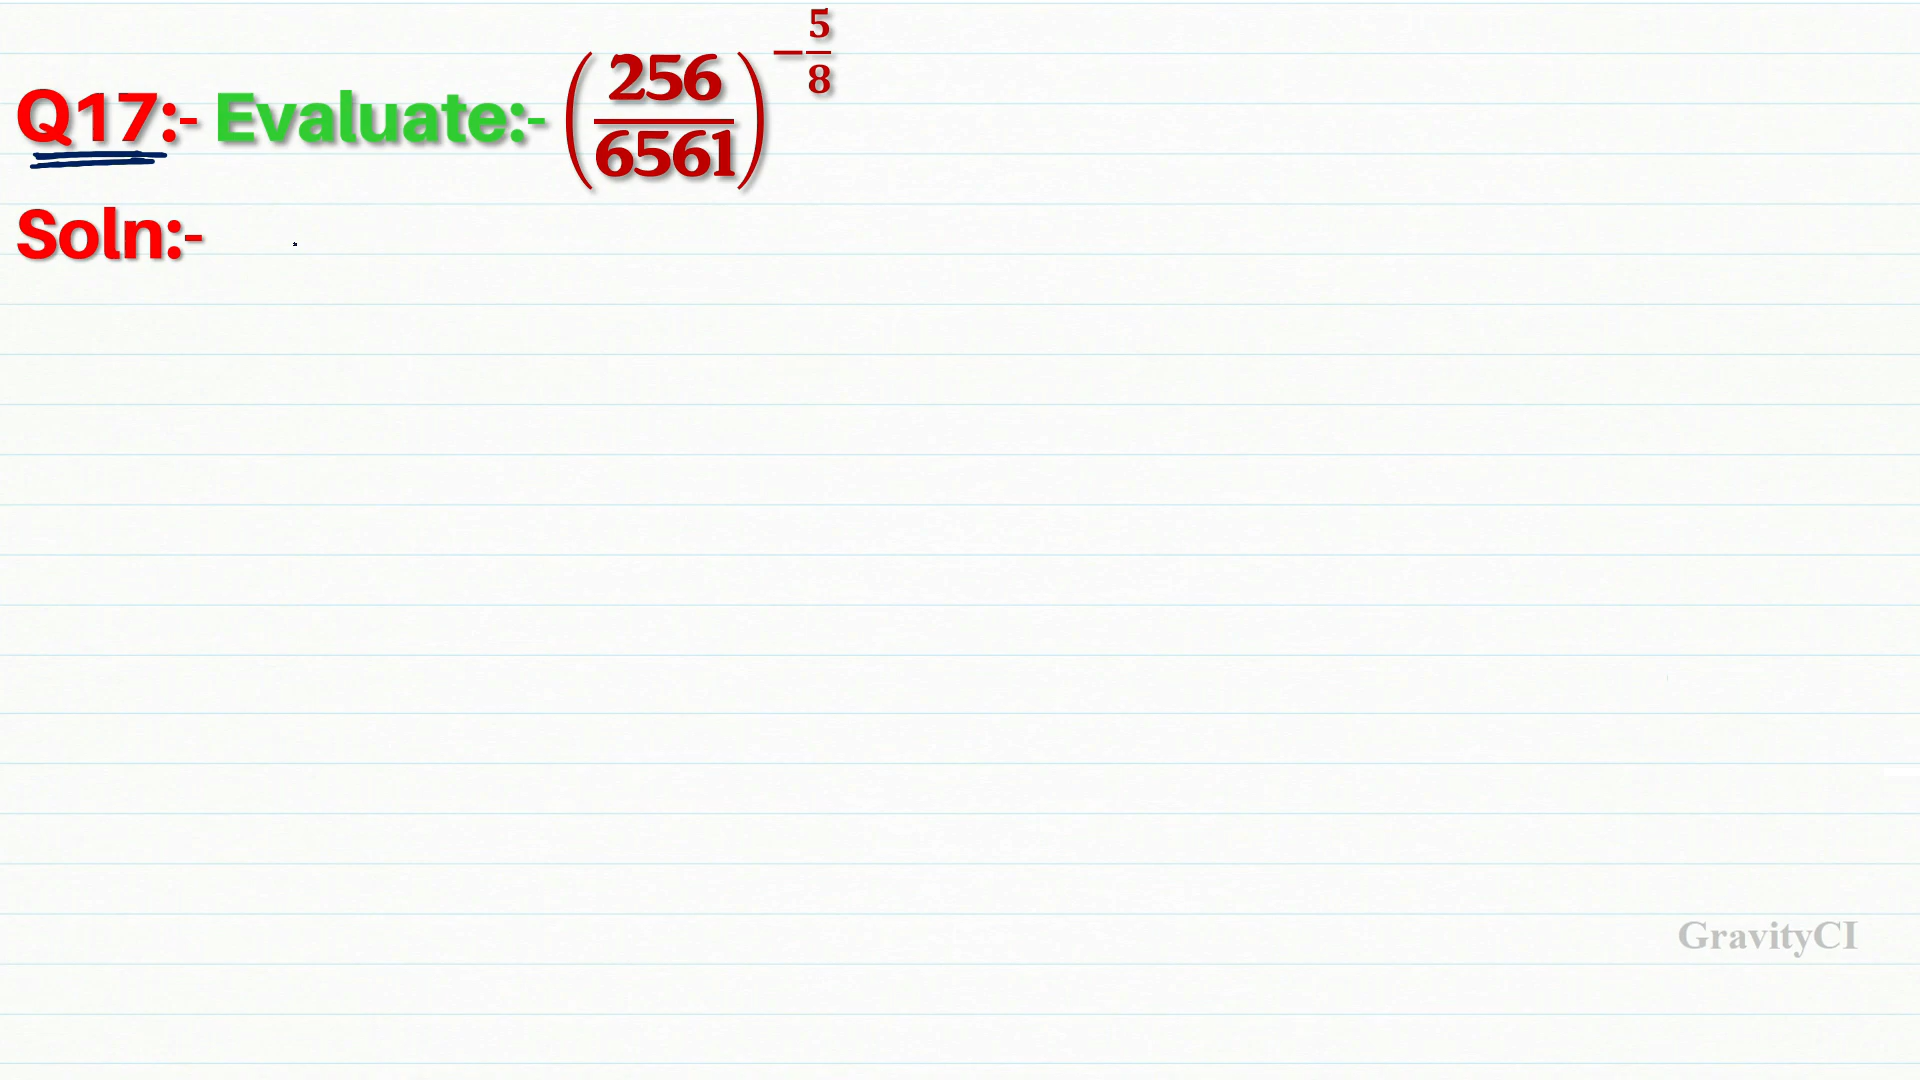 Q17:- Evaluate:- (256/6561)^(-5/8)
Soln:-
GravityCI